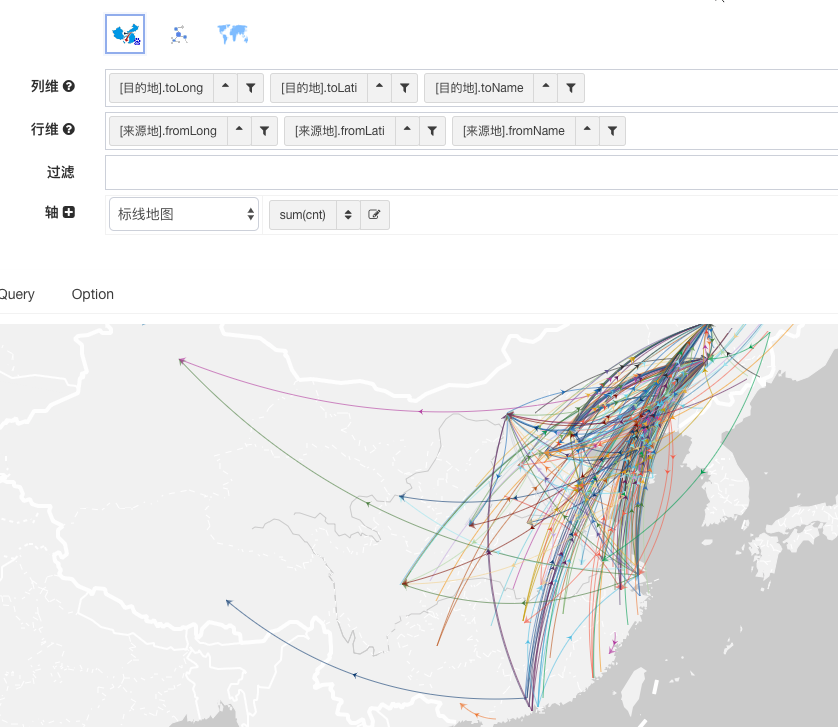 列维
[目的地].toLong [目的地].toLati [目的地].toName
行维
[来源地].fromLong [来源地].fromLati [来源地].fromName
过滤
轴 标线地图 sum(cnt)
Query Option